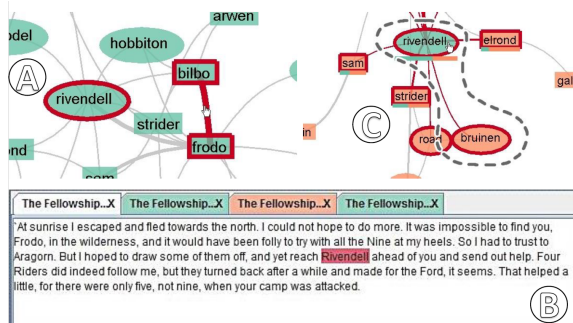 arwen
odel
hobbiton
A
bilbo
rivendell
strider
frodo
ond
sam
rivendell
elrond
sam
gal
strider
C
in
road
bruinen
The Fellowship...X
The Fellowship...X
The Fellowship...X
The Fellowship...X
'At sunrise I escaped and fled towards the north. I could not hope to do more. It was impossible to find you,
Frodo, in the wilderness, and it would have been folly to try with all the Nine at my heels. So I had to trust to
Aragorn. But I hoped to draw some of them off, and yet reach Rivendell ahead of you and send out help. Four
Riders did indeed follow me, but they turned back after a while and made for the Ford, it seems. That helped a
little, for there were only five, not nine, when your camp was attacked.
B